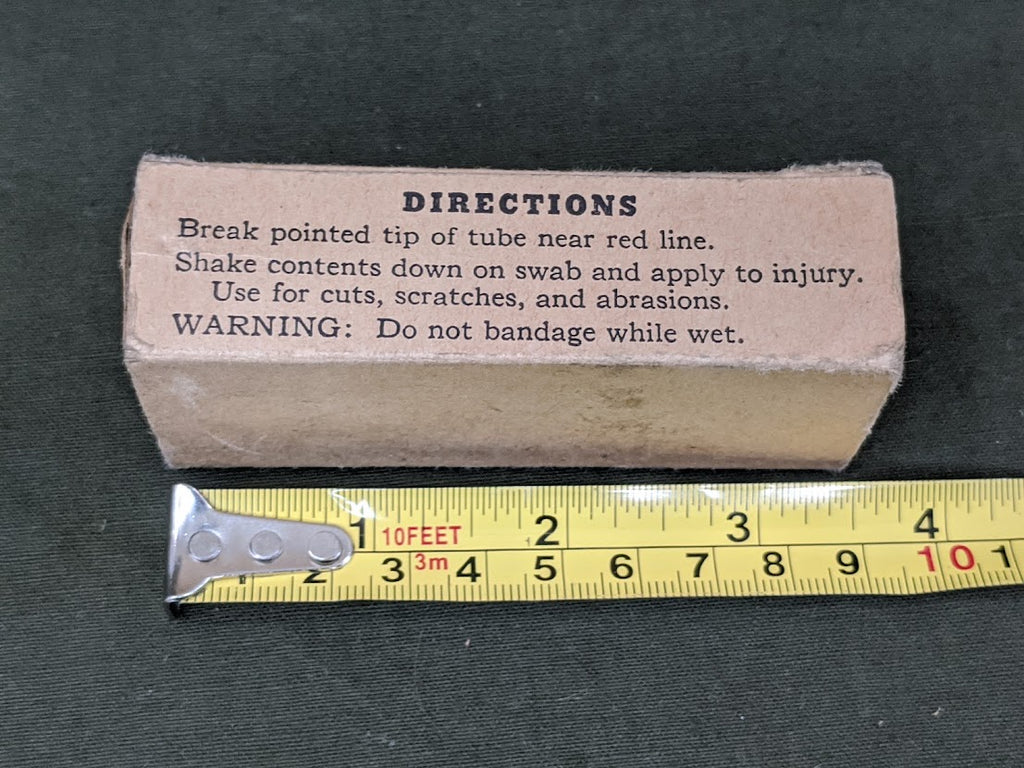 DIRECTIONS
Break pointed tip of tube near red line.
Shake contents down on swab and apply to injury.
Use for cuts, scratches, and abrasions.
WARNING: Do not bandage while wet.
1 10FEET 2 3 4
1 2 3 3m 4 5 6 7 8 9 10 1